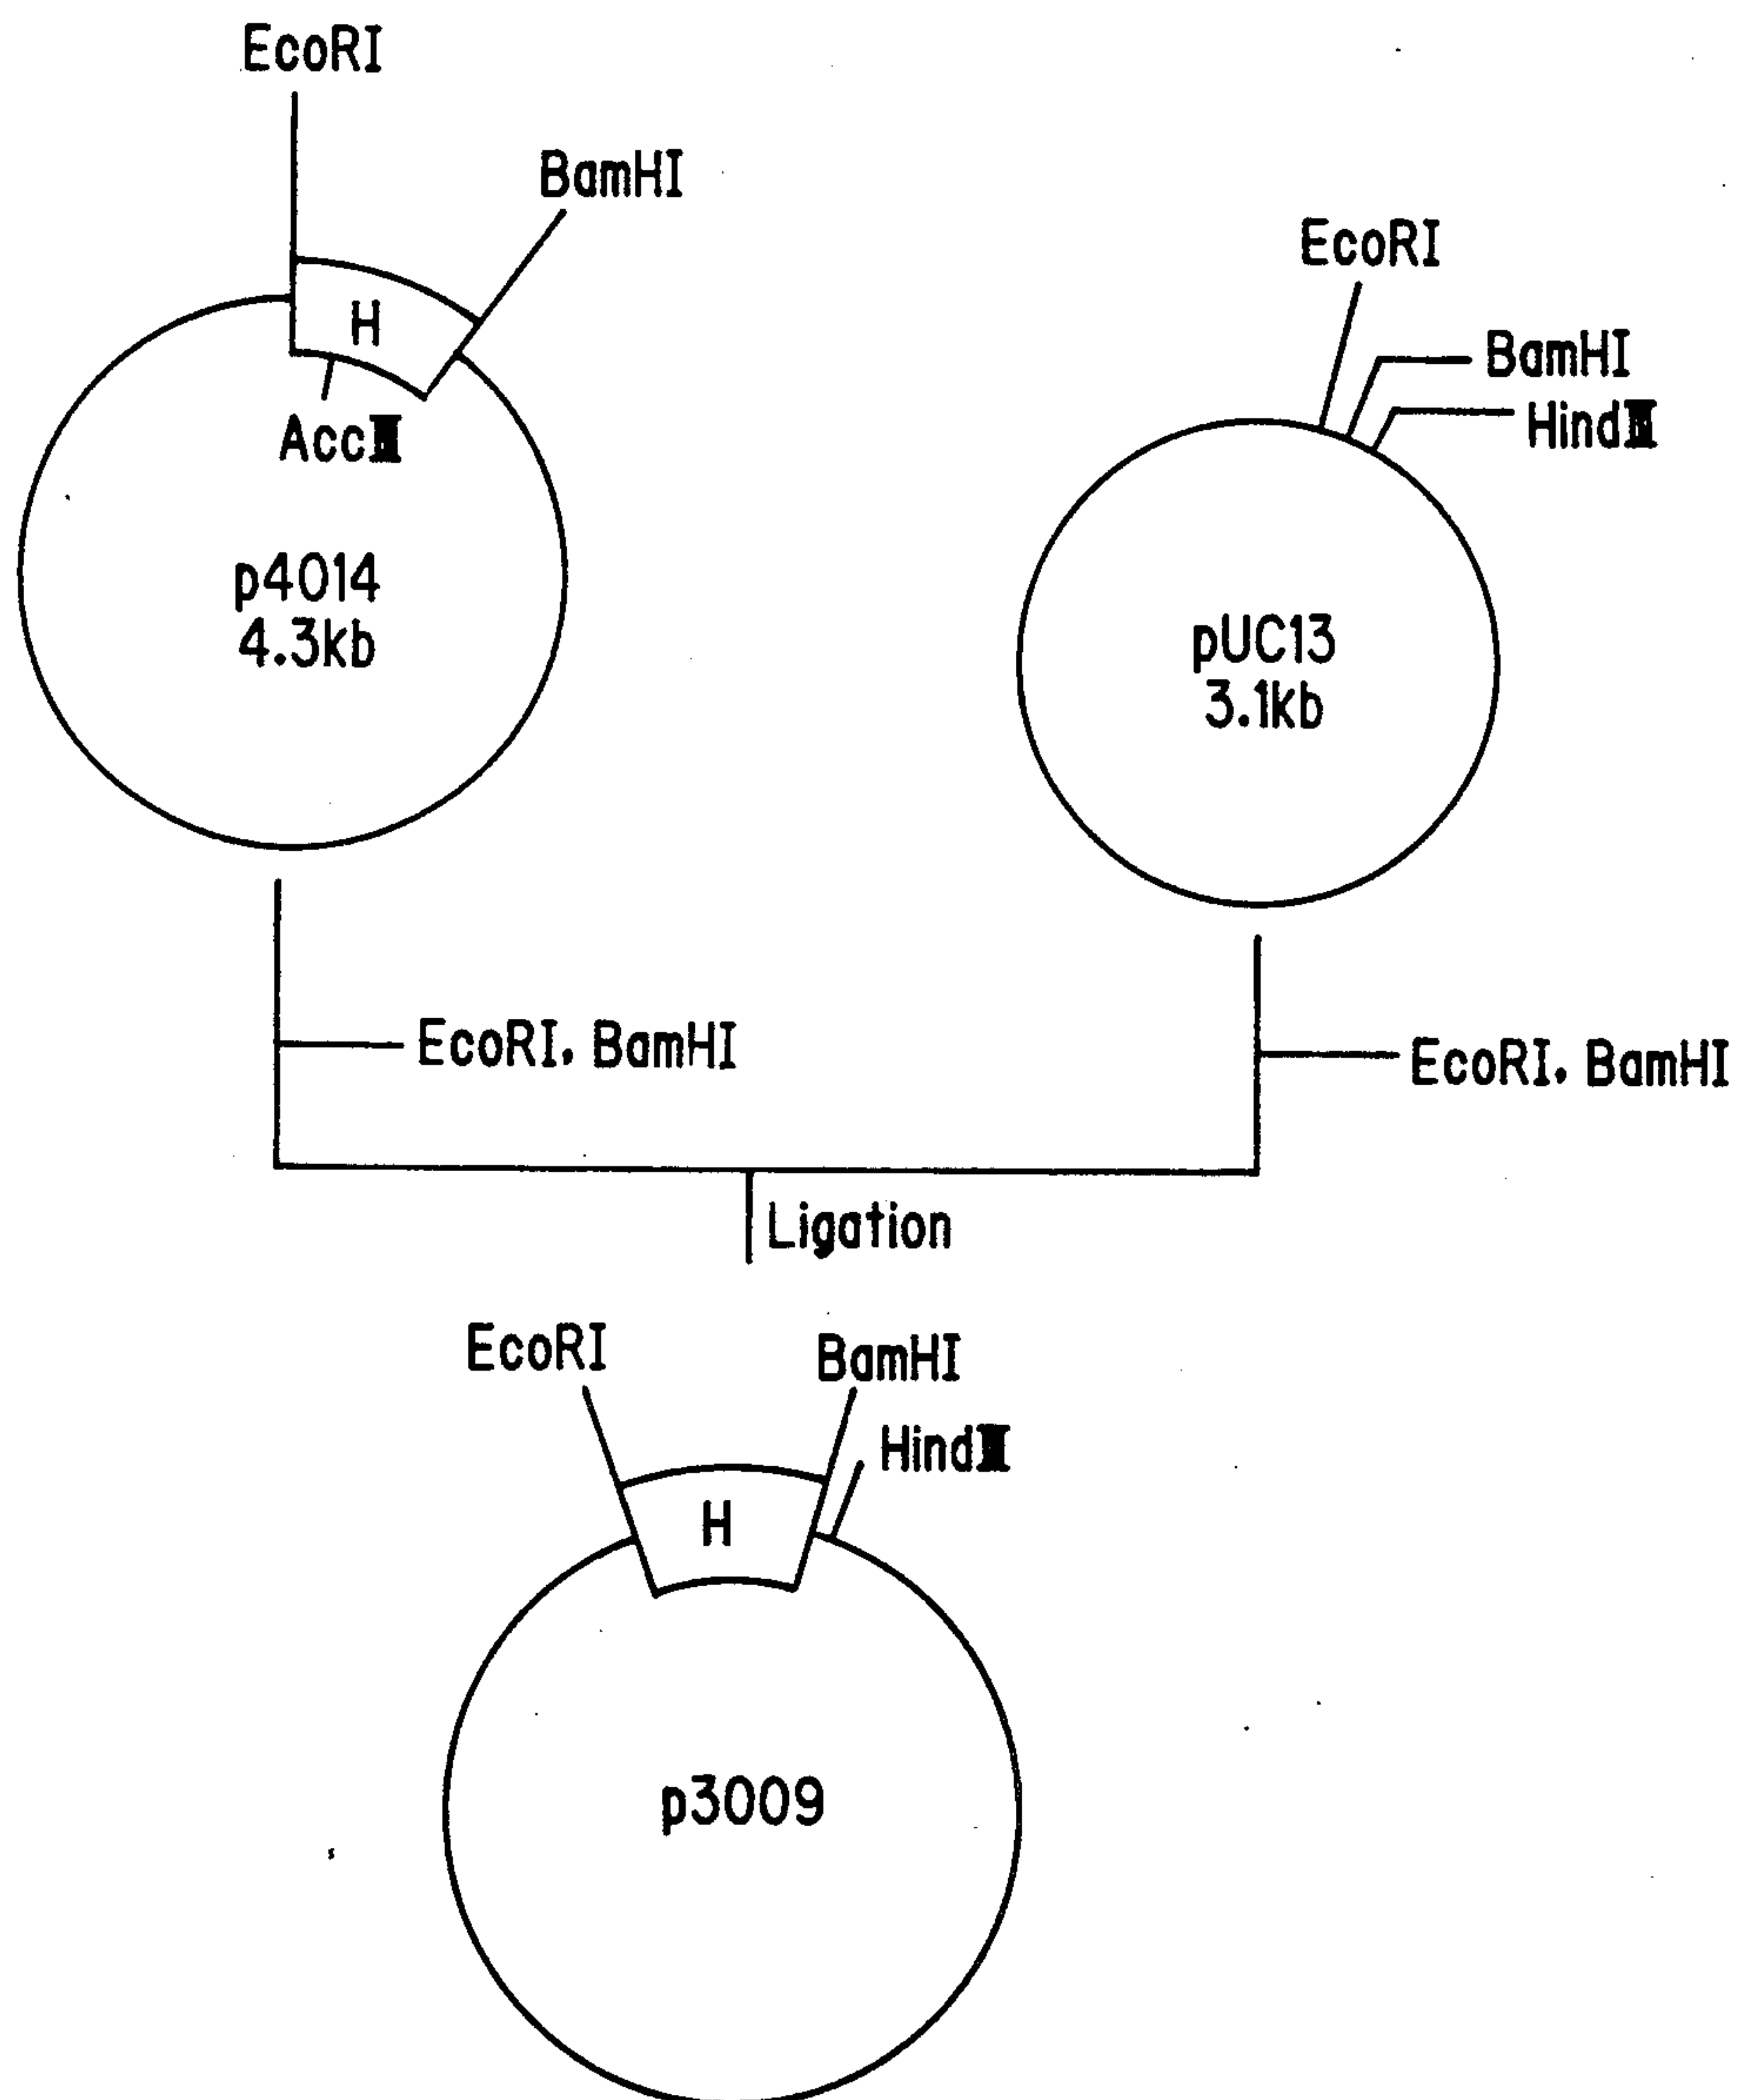 EcoRI
BamHI
H
AccIII
p4014
4.3kb
EcoRI
BamHI
HindIII
pUC13
3.1kb
EcoRI, BamHI
EcoRI, BamHI
Ligation
EcoRI
BamHI
HindIII
H
p3009